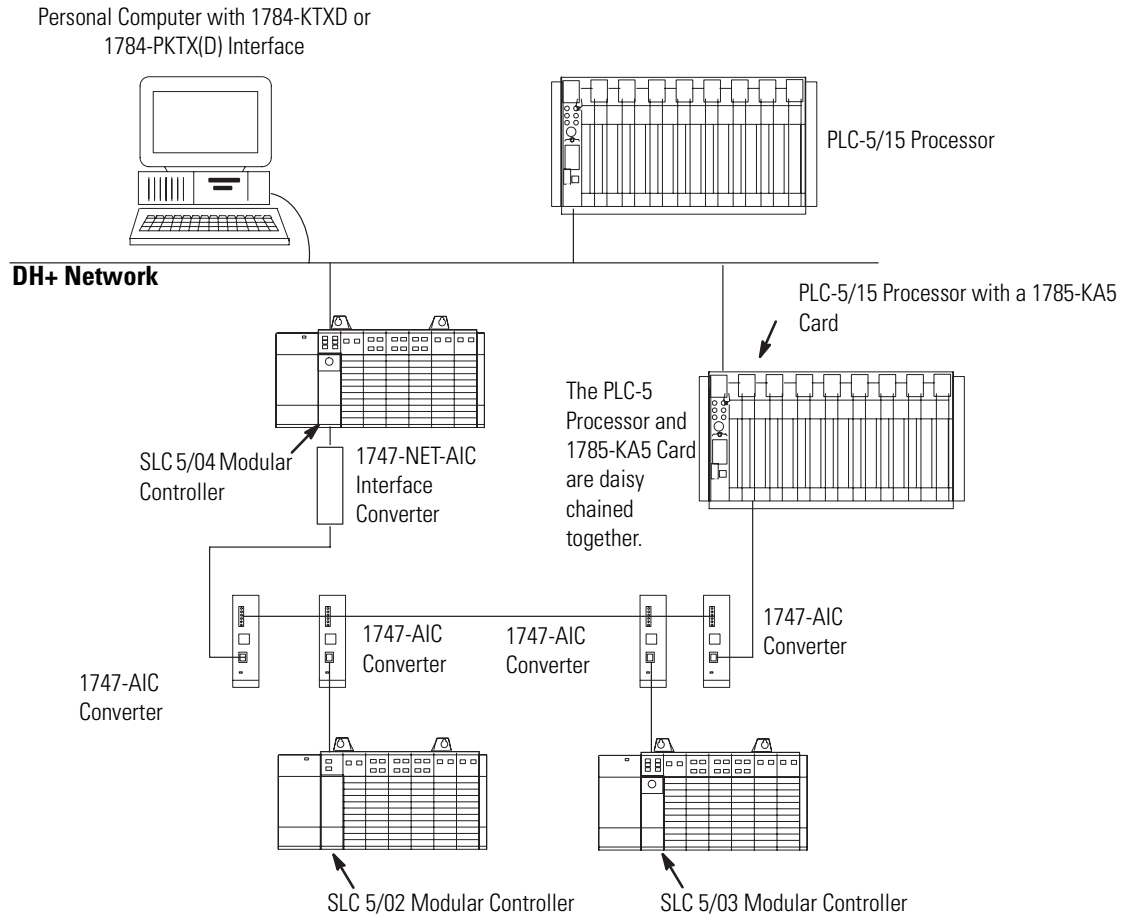 Personal Computer with 1784-KTXD or
1784-PKTX(D) Interface
PLC-5/15 Processor
DH+ Network
PLC-5/15 Processor with a 1785-KA5
Card
The PLC-5
Processor and
1785-KA5 Card
are daisy
chained
together.
SLC 5/04 Modular
Controller
1747-NET-AIC
Interface
Converter
1747-AIC
Converter
1747-AIC
Converter
1747-AIC
Converter
1747-AIC
Converter
SLC 5/02 Modular Controller
SLC 5/03 Modular Controller